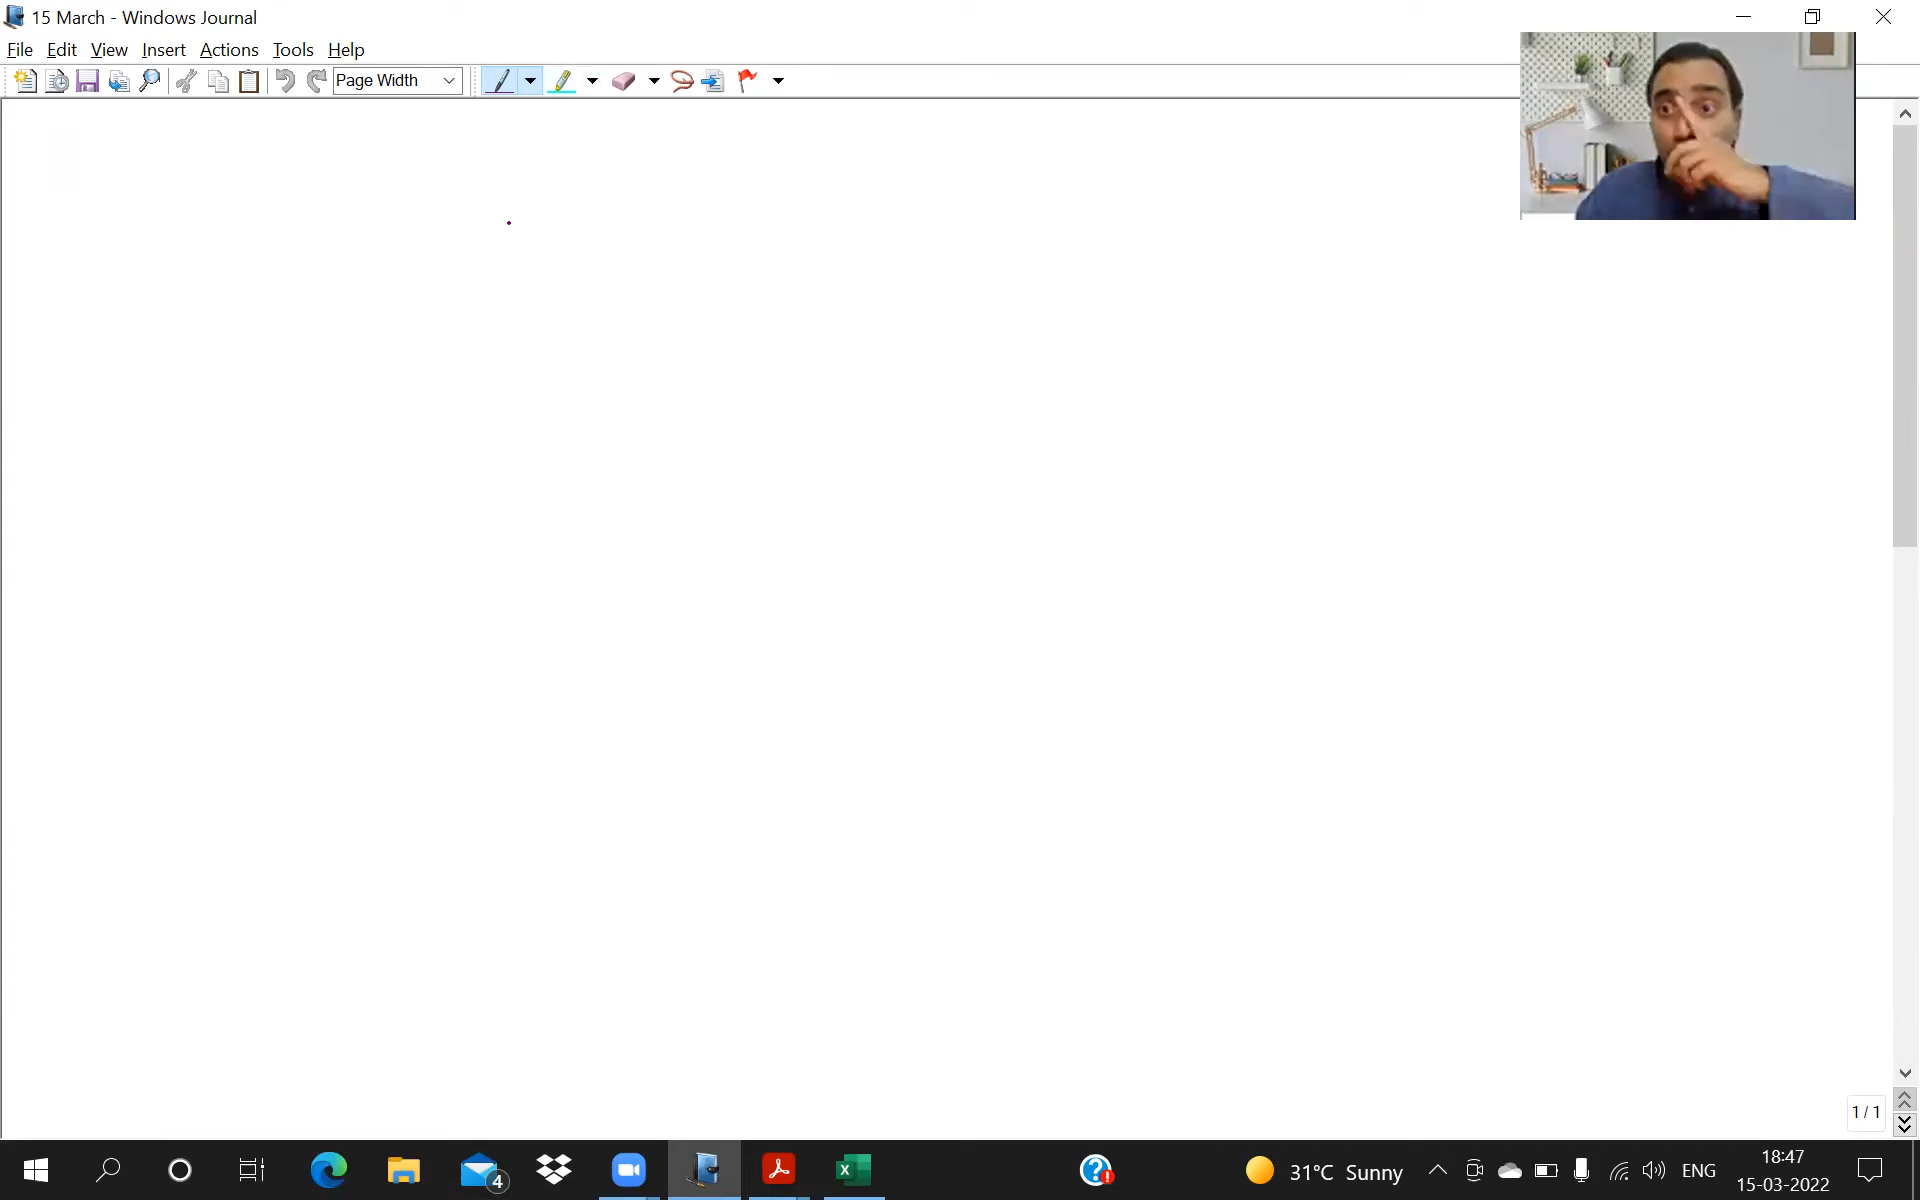 15 March - Windows Journal
File Edit View Insert Actions Tools Help
Page Width
1 / 1
4
31°C Sunny
ENG
18:47
15-03-2022